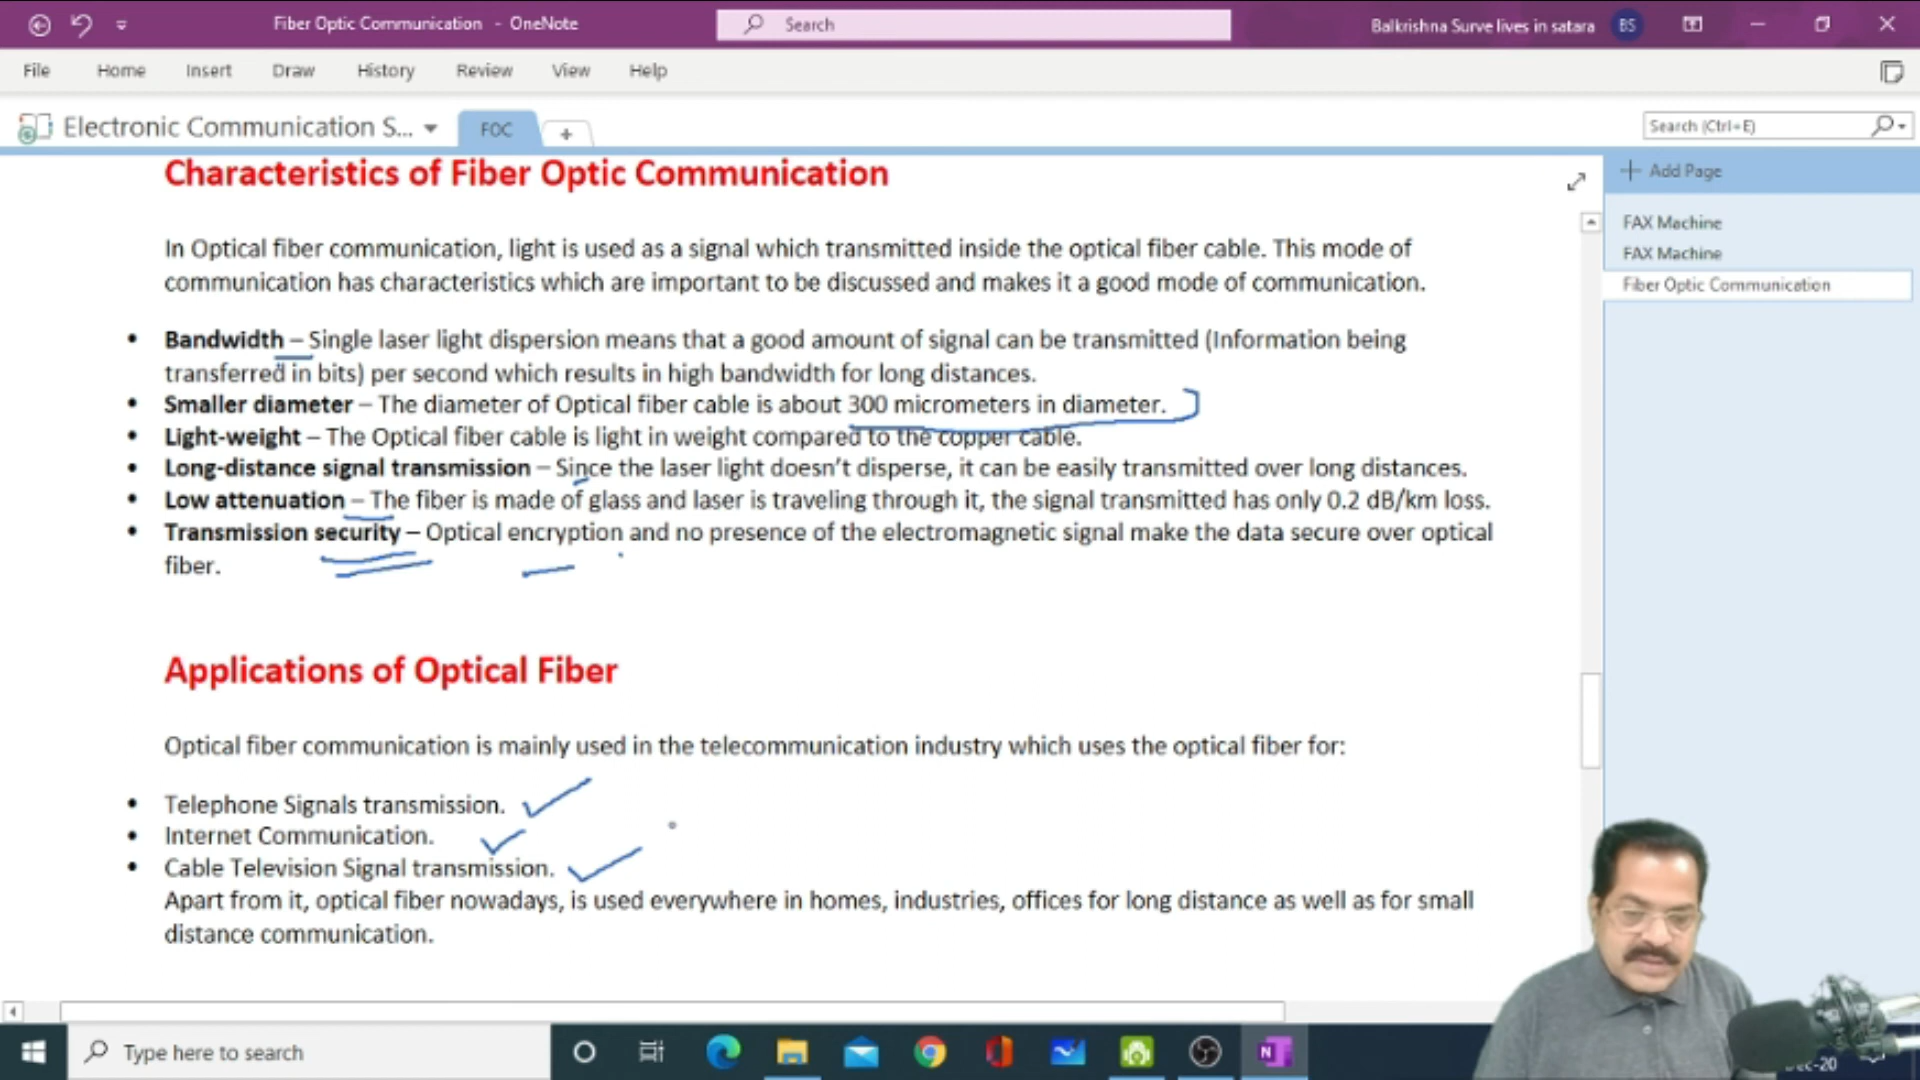 Fiber Optic Communication - OneNote
Search
Balkrishna Surve lives in satara
BS
File Home Insert Draw History Review View Help
Electronic Communication S...
FOC
Search (Ctrl+E)
Add Page
FAX Machine
FAX Machine
Fiber Optic Communication
Characteristics of Fiber Optic Communication
In Optical fiber communication, light is used as a signal which transmitted inside the optical fiber cable. This mode of
communication has characteristics which are important to be discussed and makes it a good mode of communication.
• Bandwidth – Single laser light dispersion means that a good amount of signal can be transmitted (Information being
transferred in bits) per second which results in high bandwidth for long distances.
• Smaller diameter – The diameter of Optical fiber cable is about 300 micrometers in diameter.
• Light-weight – The Optical fiber cable is light in weight compared to the copper cable.
• Long-distance signal transmission – Since the laser light doesn't disperse, it can be easily transmitted over long distances.
• Low attenuation – The fiber is made of glass and laser is traveling through it, the signal transmitted has only 0.2 dB/km loss.
• Transmission security – Optical encryption and no presence of the electromagnetic signal make the data secure over optical
fiber.
Applications of Optical Fiber
Optical fiber communication is mainly used in the telecommunication industry which uses the optical fiber for:
• Telephone Signals transmission.
• Internet Communication.
• Cable Television Signal transmission.
Apart from it, optical fiber nowadays, is used everywhere in homes, industries, offices for long distance as well as for small
distance communication.
Type here to search